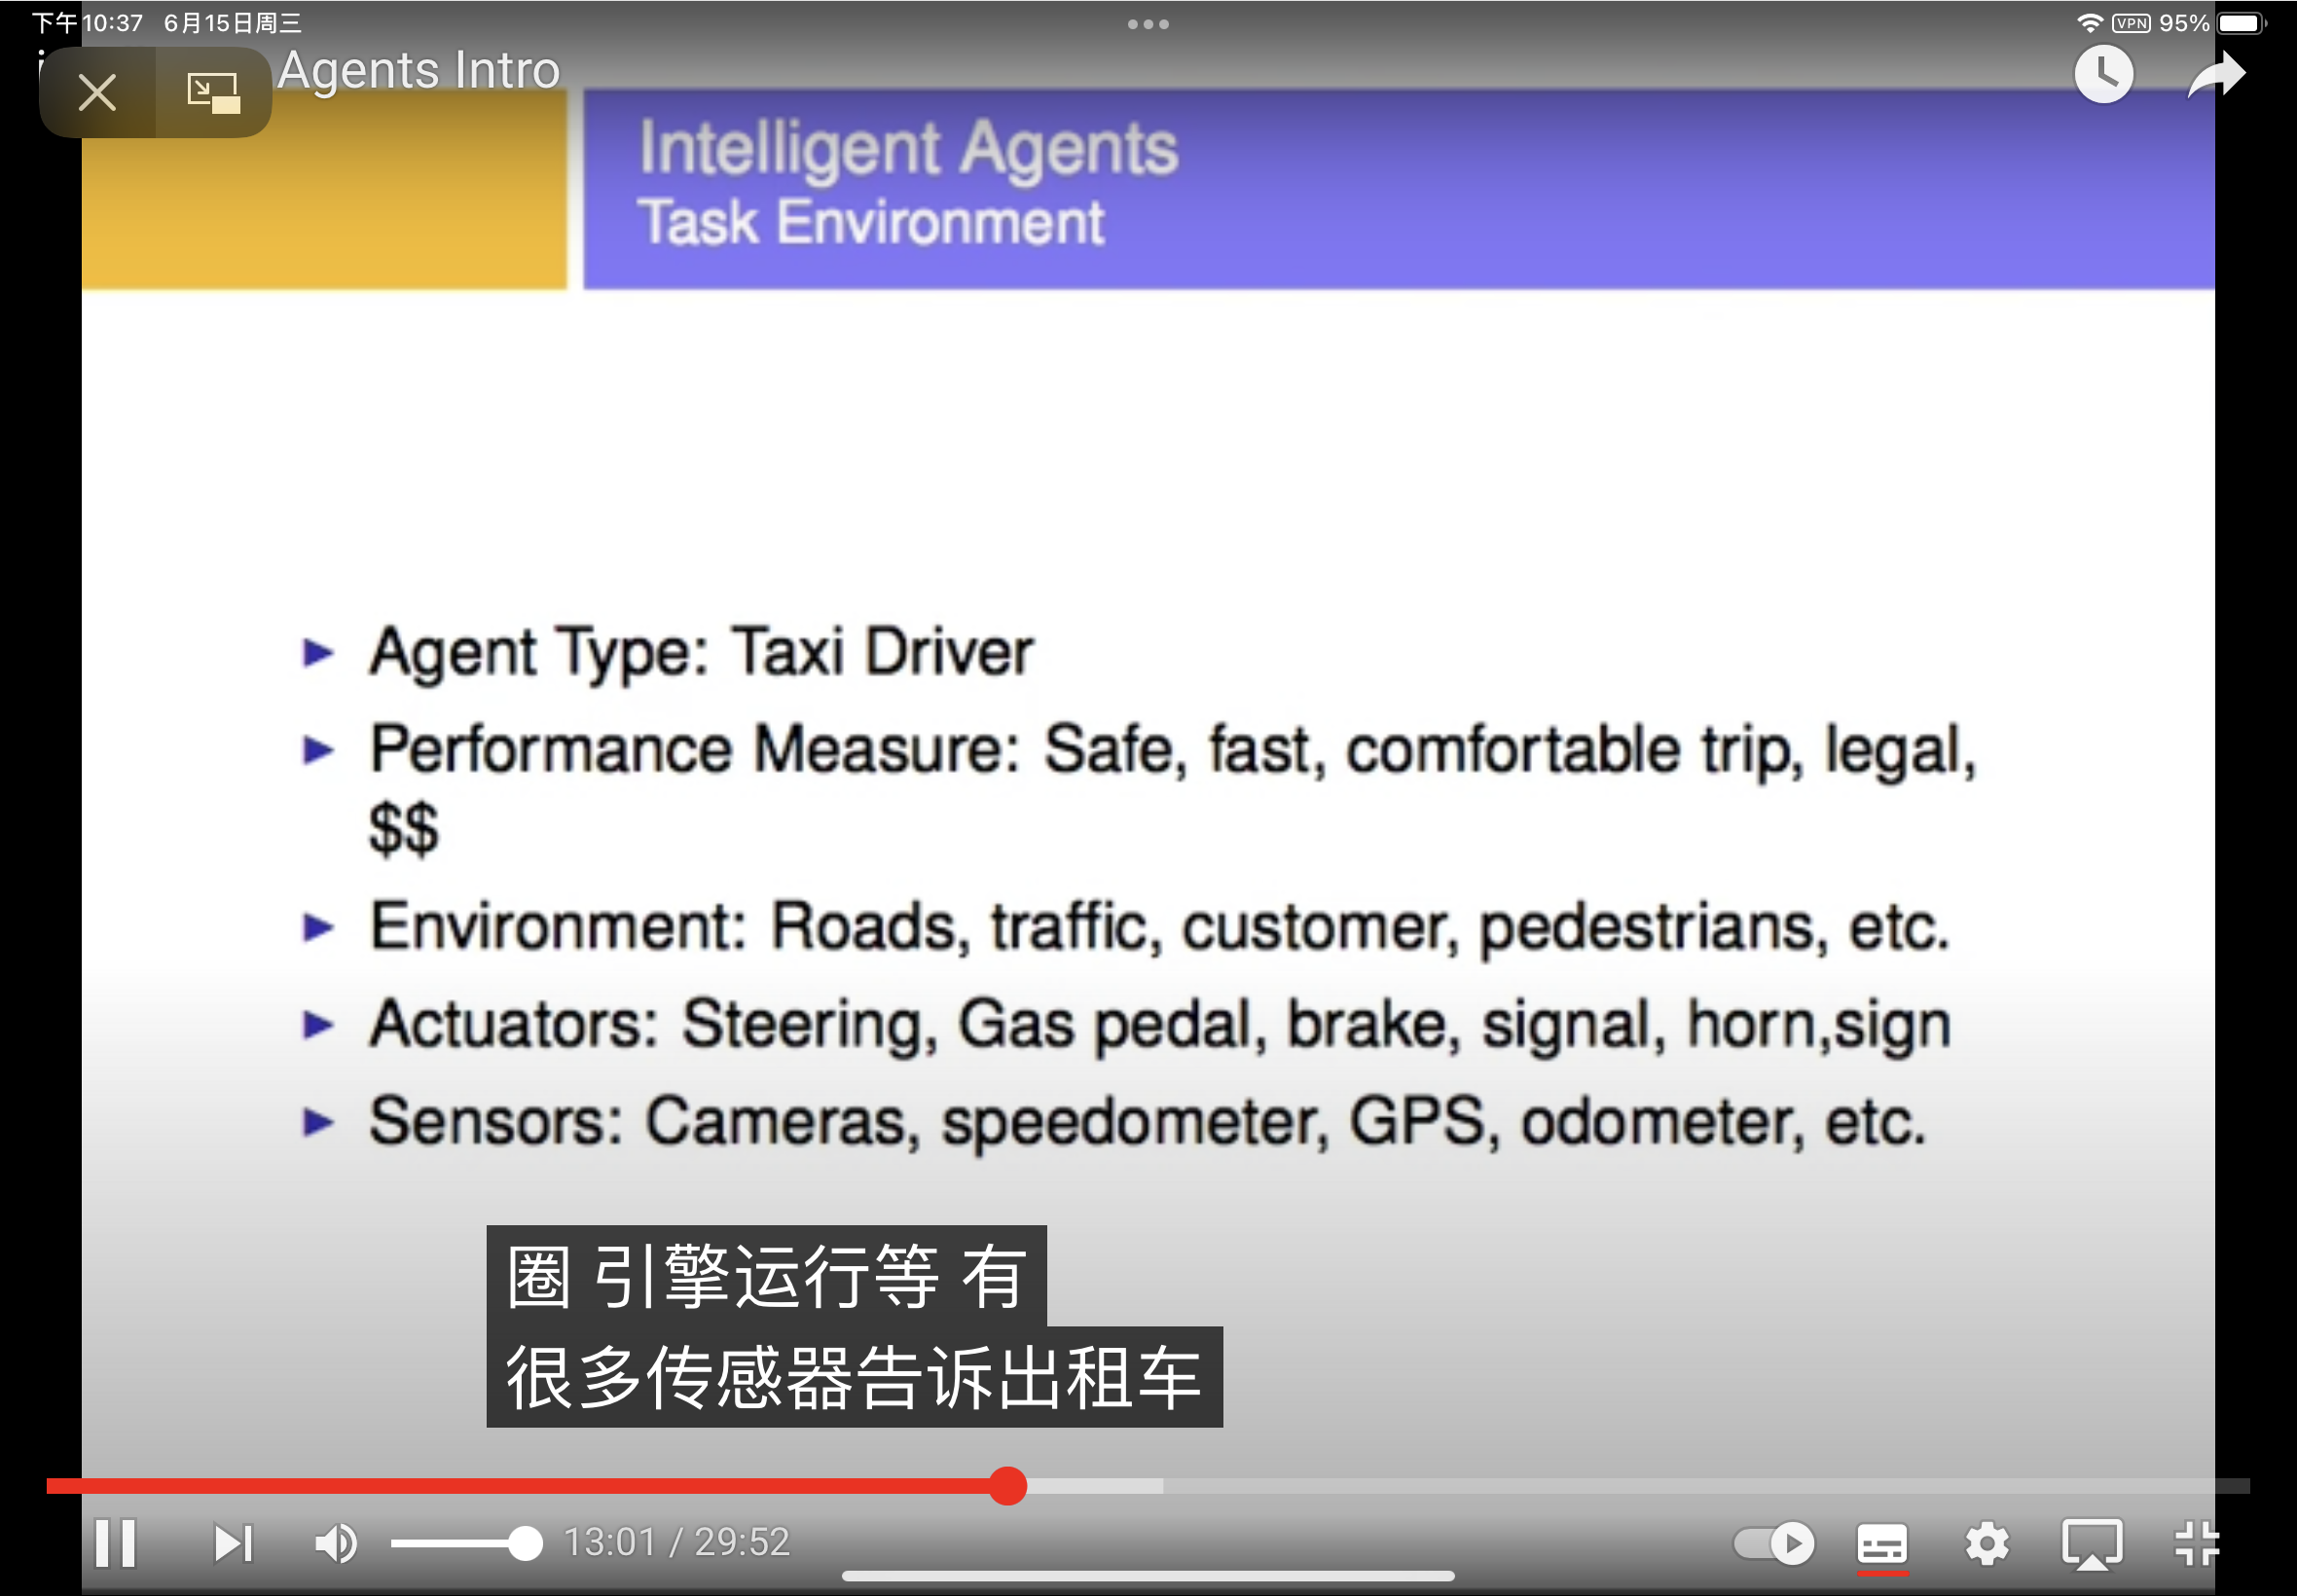 下午10:37 6月15日周三
VPN 95%
Agents Intro
Intelligent Agents
Task Environment
Agent Type: Taxi Driver
Performance Measure: Safe, fast, comfortable trip, legal,
$$
Environment: Roads, traffic, customer, pedestrians, etc.
Actuators: Steering, Gas pedal, brake, signal, horn,sign
Sensors: Cameras, speedometer, GPS, odometer, etc.
圈 引擎运行等 有
很多传感器告诉出租车
13:01 / 29:52